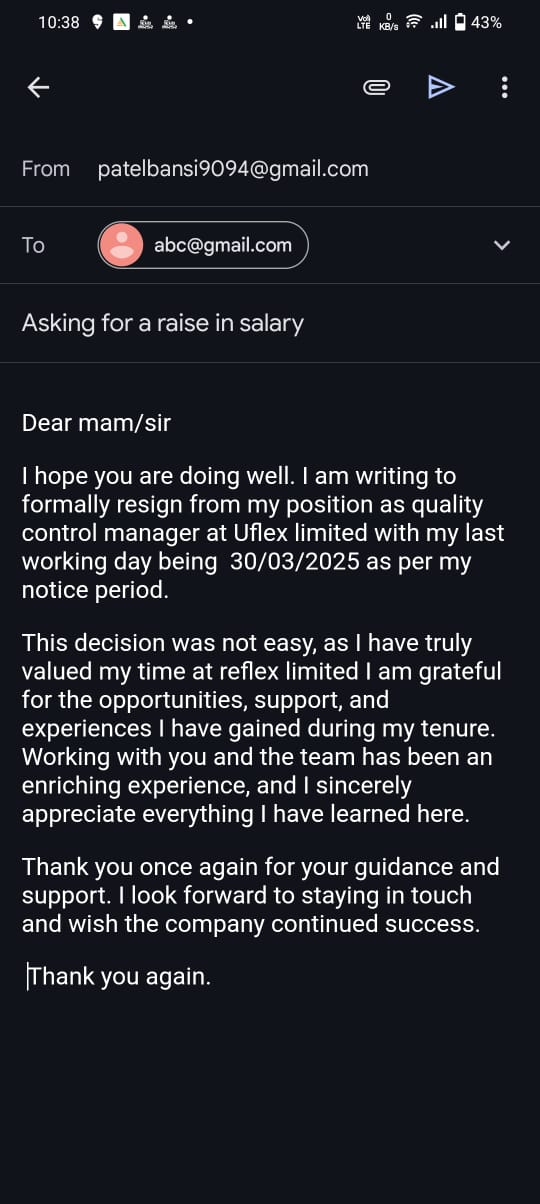 10:38
Vo) LTE
0 KB/s
43%
From patelbansi9094@gmail.com
To abc@gmail.com
Asking for a raise in salary
Dear mam/sir
I hope you are doing well. I am writing to
formally resign from my position as quality
control manager at Uflex limited with my last
working day being  30/03/2025 as per my
notice period.
This decision was not easy, as I have truly
valued my time at reflex limited I am grateful
for the opportunities, support, and
experiences I have gained during my tenure.
Working with you and the team has been an
enriching experience, and I sincerely
appreciate everything I have learned here.
Thank you once again for your guidance and
support. I look forward to staying in touch
and wish the company continued success.
Thank you again.